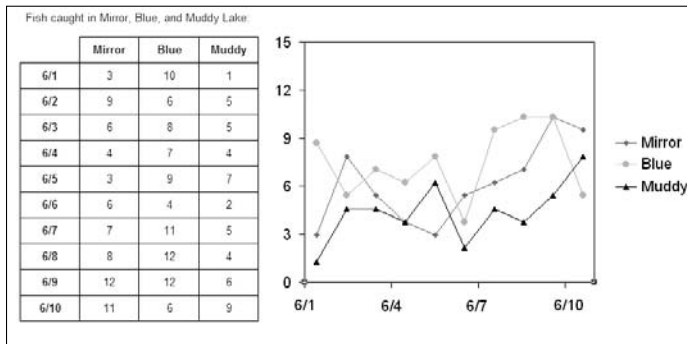 Fish caught in Mirror, Blue, and Muddy Lake:
Mirror Blue Muddy
6/1 3 10 1
6/2 9 6 5
6/3 6 8 5
6/4 4 7 4
6/5 3 9 7
6/6 6 4 2
6/7 7 11 5
6/8 8 12 4
6/9 12 12 6
6/10 11 6 9
15
12
9
6
3
0
6/1 6/4 6/7 6/10
Mirror
Blue
Muddy